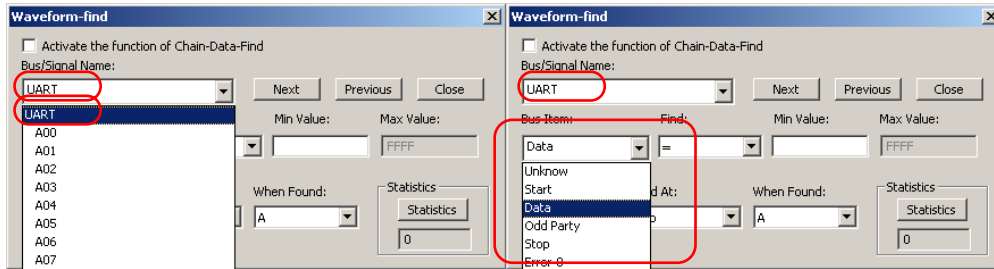 Waveform-find
Activate the function of Chain-Data-Find
Bus/Signal Name:
UART
Next
Previous
Close
UART
Min Value:
Max Value:
A00
A01
FFFF
A02
A03
When Found:
Statistics
A04
A
Statistics
A05
A06
0
A07
Waveform-find
Activate the function of Chain-Data-Find
Bus/Signal Name:
UART
Next
Previous
Close
Bus Item:
Find:
Min Value:
Max Value:
Data
=
FFFF
Unknow
Start
d At:
When Found:
Statistics
Data
A
Statistics
Odd Party
Stop
0
Error-0